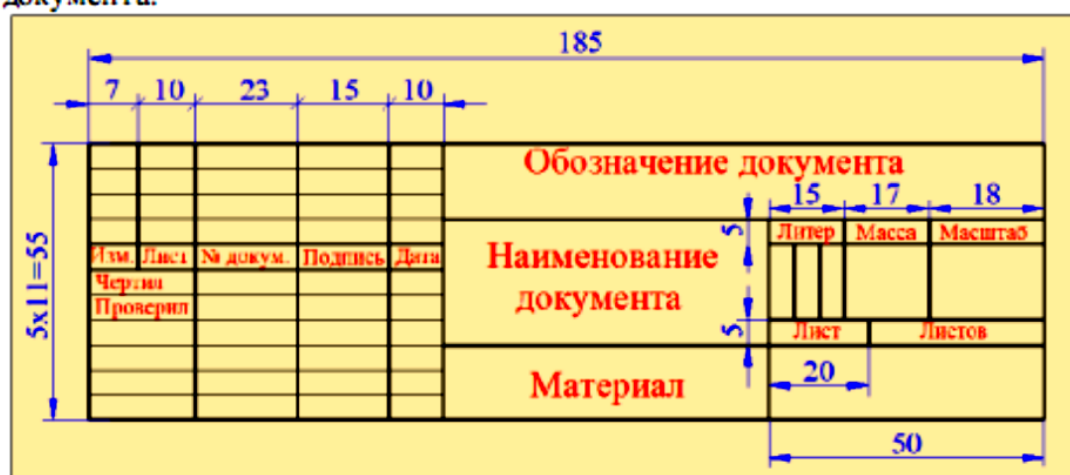 документа.
185
7 10 23 15 10
Обозначение документа
15 17 18
5 Литер Масса Масштаб
Изм. Лист № докум. Подпись Дата
Наименование
документа
Чертил
Проверил
5x11=55
5 Лист Листов
Материал
20
50